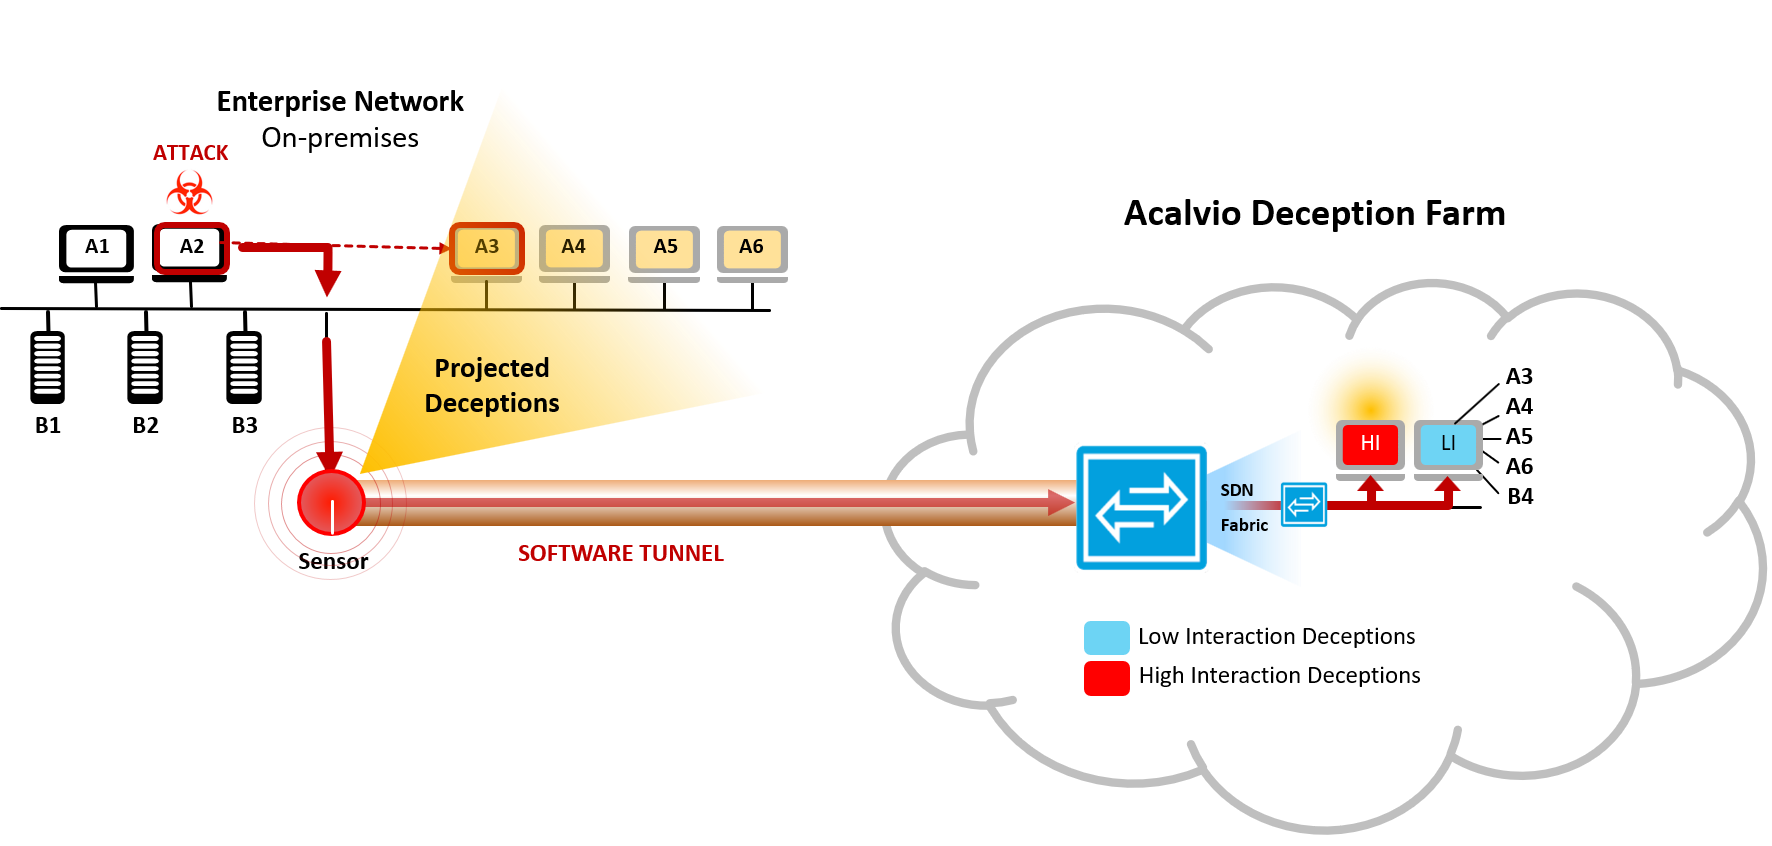 Enterprise Network
On-premises
ATTACK
A1
A2
A3
A4
A5
A6
Projected
Deceptions
B1
B2
B3
Sensor
SOFTWARE TUNNEL
Acalvio Deception Farm
SDN
Fabric
HI
LI
A3
A4
A5
A6
B4
Low Interaction Deceptions
High Interaction Deceptions